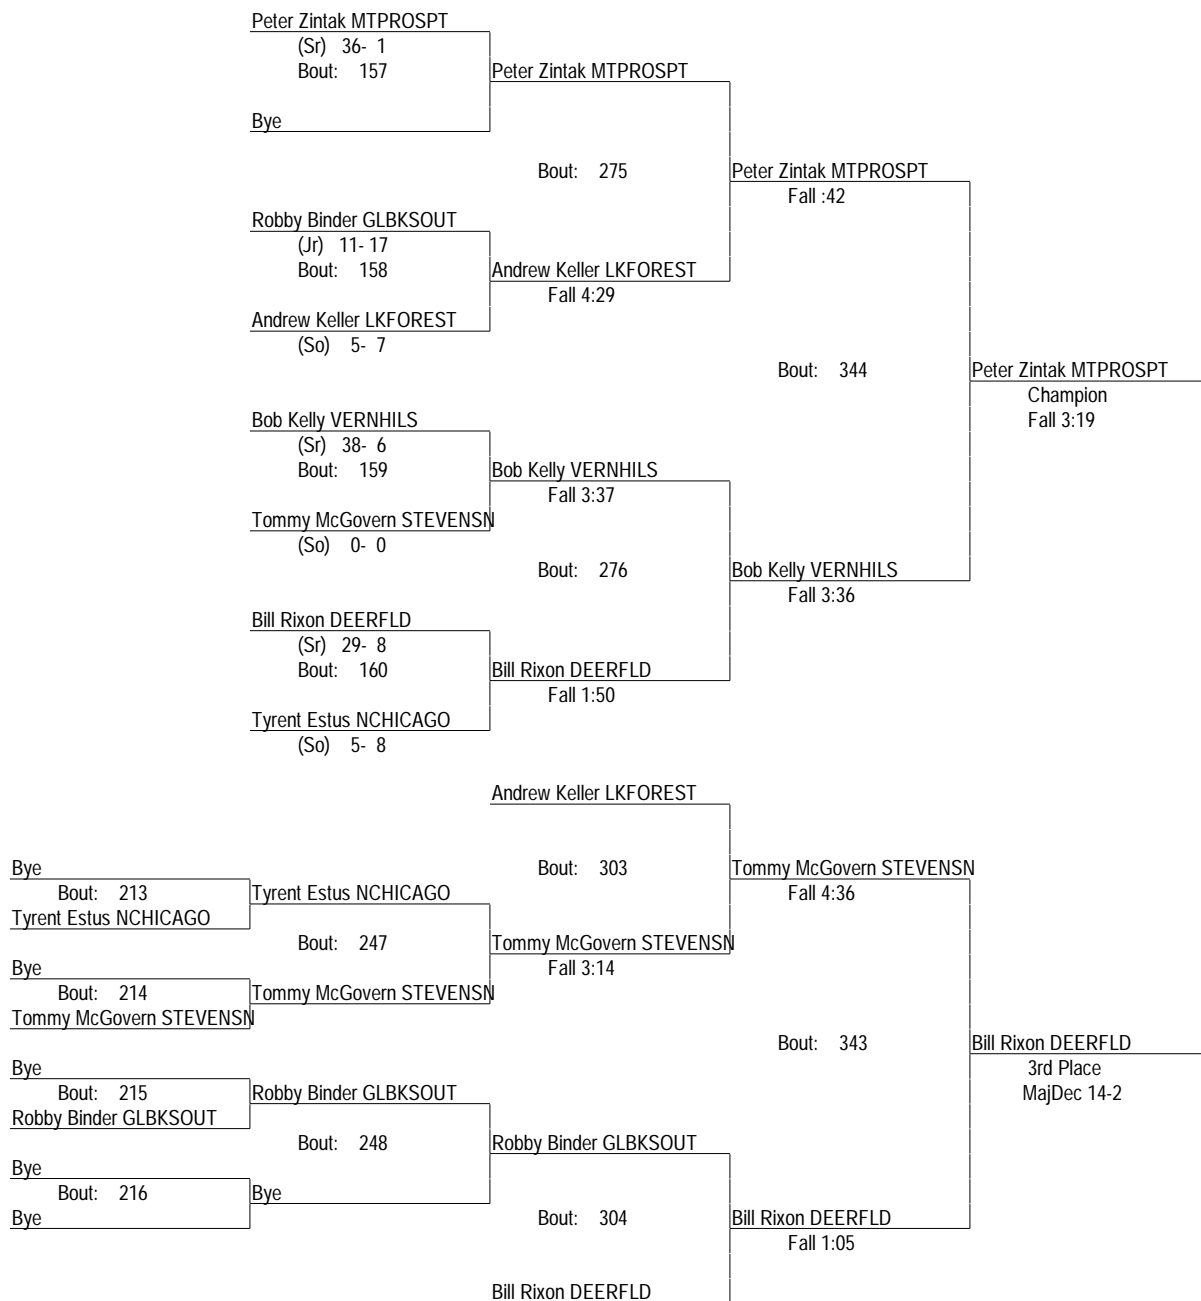 Peter Zintak MTPROSPT
(Sr) 36- 1
Bout: 157
Peter Zintak MTPROSPT
Bye
Bout: 275
Peter Zintak MTPROSPT
Fall :42
Robby Binder GLBKSOUT
(Jr) 11- 17
Bout: 158
Andrew Keller LKFOREST
Fall 4:29
Andrew Keller LKFOREST
(So) 5- 7
Bout: 344
Peter Zintak MTPROSPT
Champion
Fall 3:19
Bob Kelly VERNHILS
(Sr) 38- 6
Bout: 159
Bob Kelly VERNHILS
Fall 3:37
Tommy McGovern STEVENSN
(So) 0- 0
Bout: 276
Bob Kelly VERNHILS
Fall 3:36
Bill Rixon DEERFLD
(Sr) 29- 8
Bout: 160
Bill Rixon DEERFLD
Fall 1:50
Tyrent Estus NCHICAGO
(So) 5- 8
Andrew Keller LKFOREST
Bout: 303
Tommy McGovern STEVENSN
Fall 4:36
Bye
Bout: 213
Tyrent Estus NCHICAGO
Tyrent Estus NCHICAGO
Bout: 247
Tommy McGovern STEVENSN
Fall 3:14
Bye
Bout: 214
Tommy McGovern STEVENSN
Tommy McGovern STEVENSN
Bout: 343
Bill Rixon DEERFLD
3rd Place
MajDec 14-2
Bye
Bout: 215
Robby Binder GLBKSOUT
Robby Binder GLBKSOUT
Bout: 248
Robby Binder GLBKSOUT
Bye
Bout: 216
Bye
Bye
Bout: 304
Bill Rixon DEERFLD
Fall 1:05
Bill Rixon DEERFLD